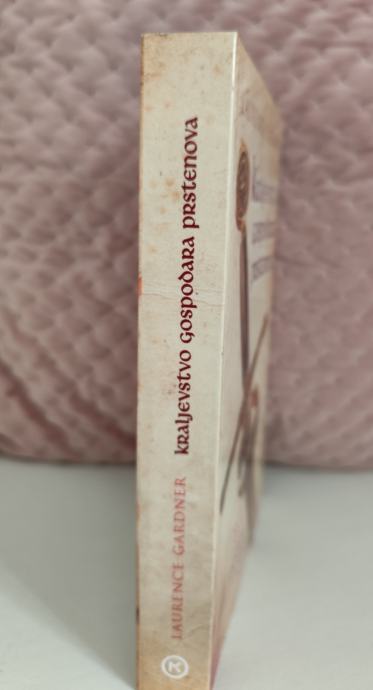 LAURENCE GARDNER
kraljevstvo gospodara prstenova